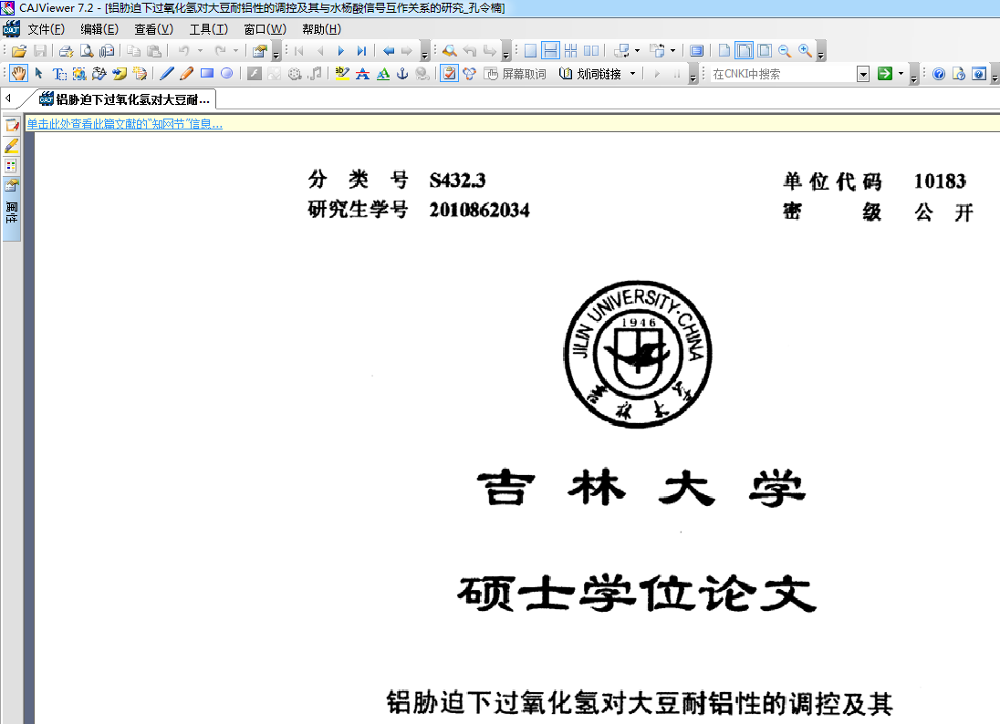 CAJViewer 7.2 - [铝胁迫下过氧化氢对大豆耐铝性的调控及其与水杨酸信号互作关系的研究_孔令楠]
文件(F) 编辑(E) 查看(V) 工具(T) 窗口(W) 帮助(H)
屏幕取词 划词链接 在CNKI中搜索
铝胁迫下过氧化氢对大豆耐...
单击此处查看此篇文献的“知网节”信息...
属性
分类号 S432.3 单位代码 10183
研究生学号 2010862034 密级 公开
JILIN UNIVERSITY·CHINA
1946
吉林大学
吉林大学
硕士学位论文
铝胁迫下过氧化氢对大豆耐铝性的调控及其